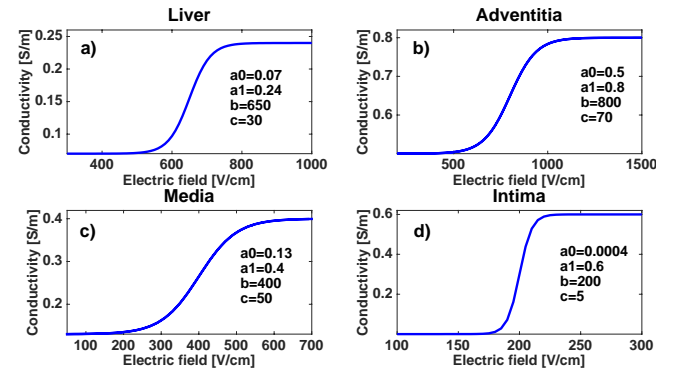 Liver
Conductivity [S/m]
0.25
0.2
0.15
0.1
a)
a0=0.07
a1=0.24
b=650
c=30
400 600 800 1000
Electric field [V/cm]
Adventitia
Conductivity [S/m]
0.8
0.7
0.6
b)
a0=0.5
a1=0.8
b=800
c=70
500 1000 1500
Electric field [V/cm]
Media
Conductivity [S/m]
0.4
0.3
0.2
c)
a0=0.13
a1=0.4
b=400
c=50
100 200 300 400 500 600 700
Electric field [V/cm]
Intima
Conductivity [S/m]
0.6
0.4
0.2
d)
a0=0.0004
a1=0.6
b=200
c=5
100 150 200 250 300
Electric field [V/cm]